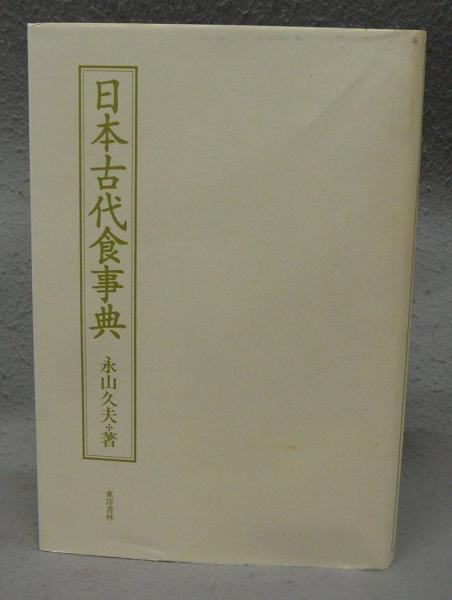 日本古代食事典
永山久夫✣著
東洋書林